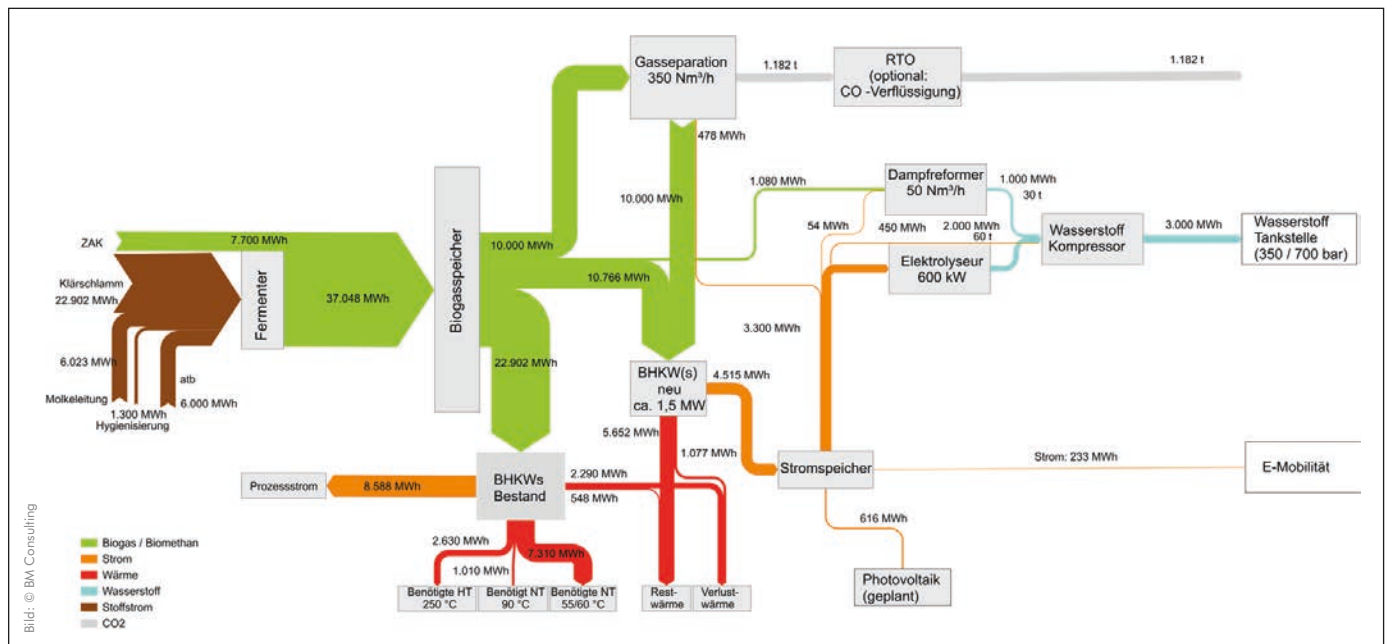 Gasseparation
350 Nm³/h
1.182 t
RTO
(optional:
CO -Verflüssigung)
1.182 t
478 MWh
10.000 MWh
1.080 MWh
Dampfreformer
50 Nm³/h
1.000 MWh
30 t
54 MWh
450 MWh
2.000 MWh
60 t
Elektrolyseur
600 kW
Wasserstoff
Kompressor
3.000 MWh
Wasserstoff
Tankstelle
(350 / 700 bar)
ZAK
7.700 MWh
Klärschlamm
22.902 MWh
Fermenter
37.048 MWh
Biogasspeicher
10.000 MWh
10.766 MWh
22.902 MWh
3.300 MWh
6.023 MWh
Molkeleitung
atb
6.000 MWh
1.300 MWh
Hygienisierung
BHKW(s)
neu
ca. 1,5 MW
4.515 MWh
5.652 MWh
1.077 MWh
Stromspeicher
Strom: 233 MWh
E-Mobilität
Prozessstrom
8.588 MWh
BHKWs
Bestand
2.290 MWh
548 MWh
616 MWh
Photovoltaik
(geplant)
2.630 MWh
1.010 MWh
7.310 MWh
Benötigte HT
250 °C
Benötigt NT
90 °C
Benötigte NT
55/60 °C
Rest-
wärme
Verlust-
wärme
Biogas / Biomethan
Strom
Wärme
Wasserstoff
Stoffstrom
CO2
Bild: © BM Consulting